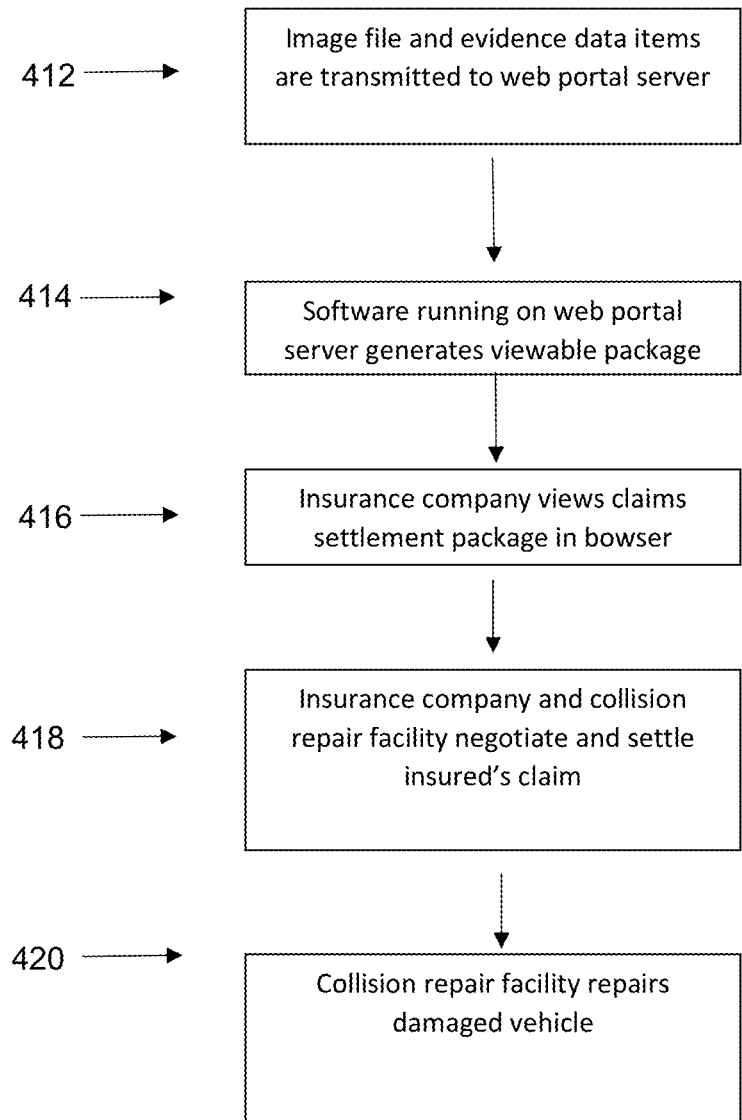 412
Image file and evidence data items
are transmitted to web portal server
414
Software running on web portal
server generates viewable package
416
Insurance company views claims
settlement package in bowser
418
Insurance company and collision
repair facility negotiate and settle
insured's claim
420
Collision repair facility repairs
damaged vehicle